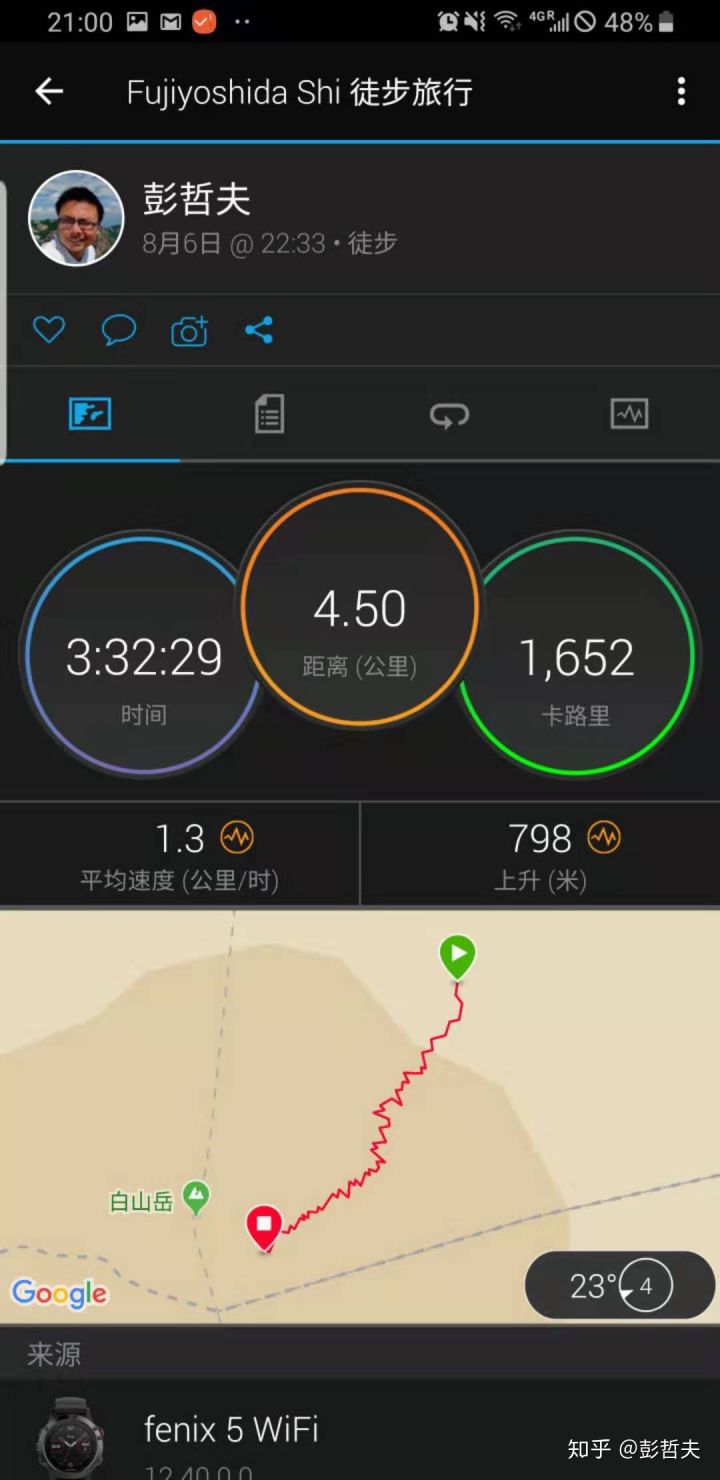 21:00 4GR 48%
Fujiyoshida Shi 徒步旅行
彭哲夫
8月6日 @ 22:33 • 徒步
4.50
距离 (公里)
3:32:29
时间
1,652
卡路里
1.3
平均速度 (公里/时)
798
上升 (米)
白山岳
Google
23° 4
来源
fenix 5 WiFi
12.40.0.0
知乎 @彭哲夫